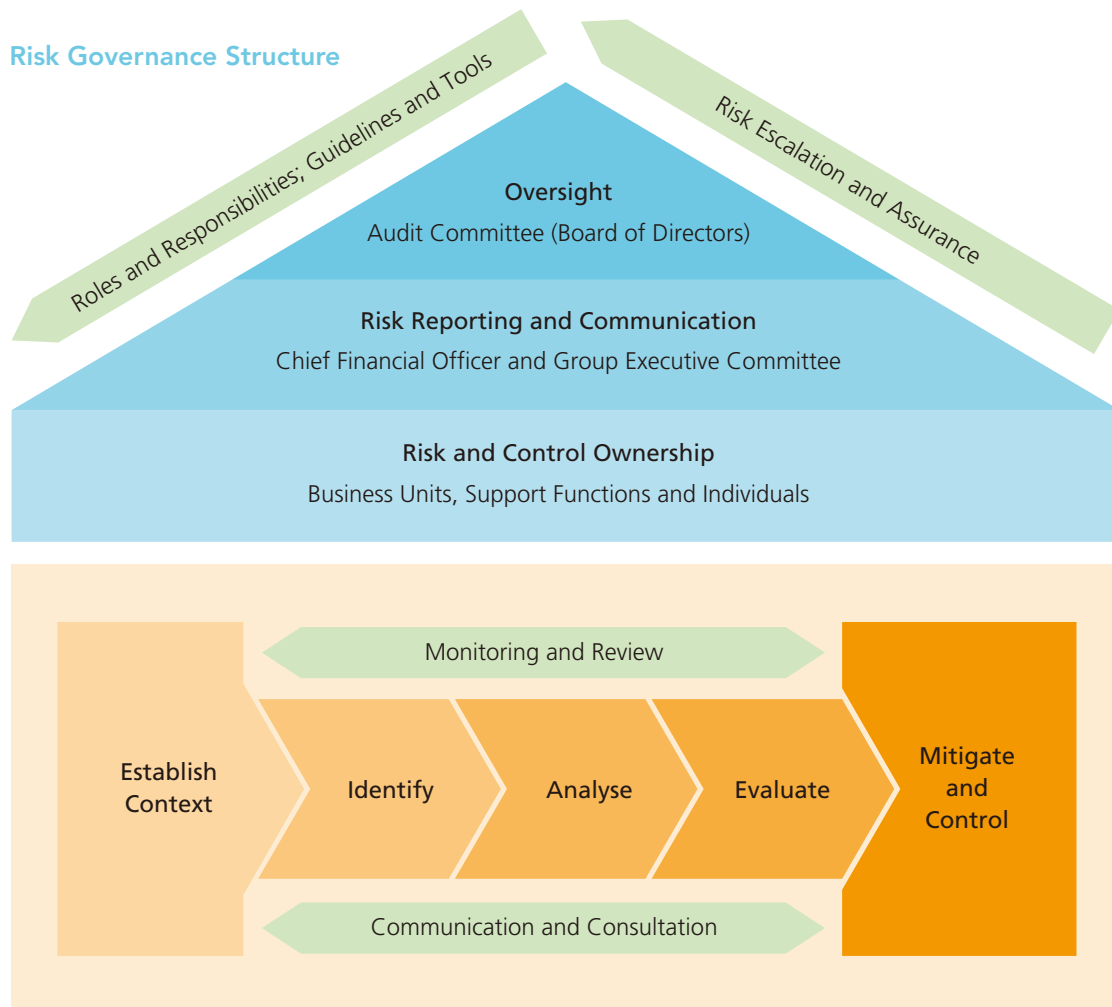 Risk Governance Structure
Roles and Responsibilities; Guidelines and Tools
Risk Escalation and Assurance
Oversight
Audit Committee (Board of Directors)
Risk Reporting and Communication
Chief Financial Officer and Group Executive Committee
Risk and Control Ownership
Business Units, Support Functions and Individuals
Monitoring and Review
Establish
Context
Identify
Analyse
Evaluate
Mitigate
and
Control
Communication and Consultation